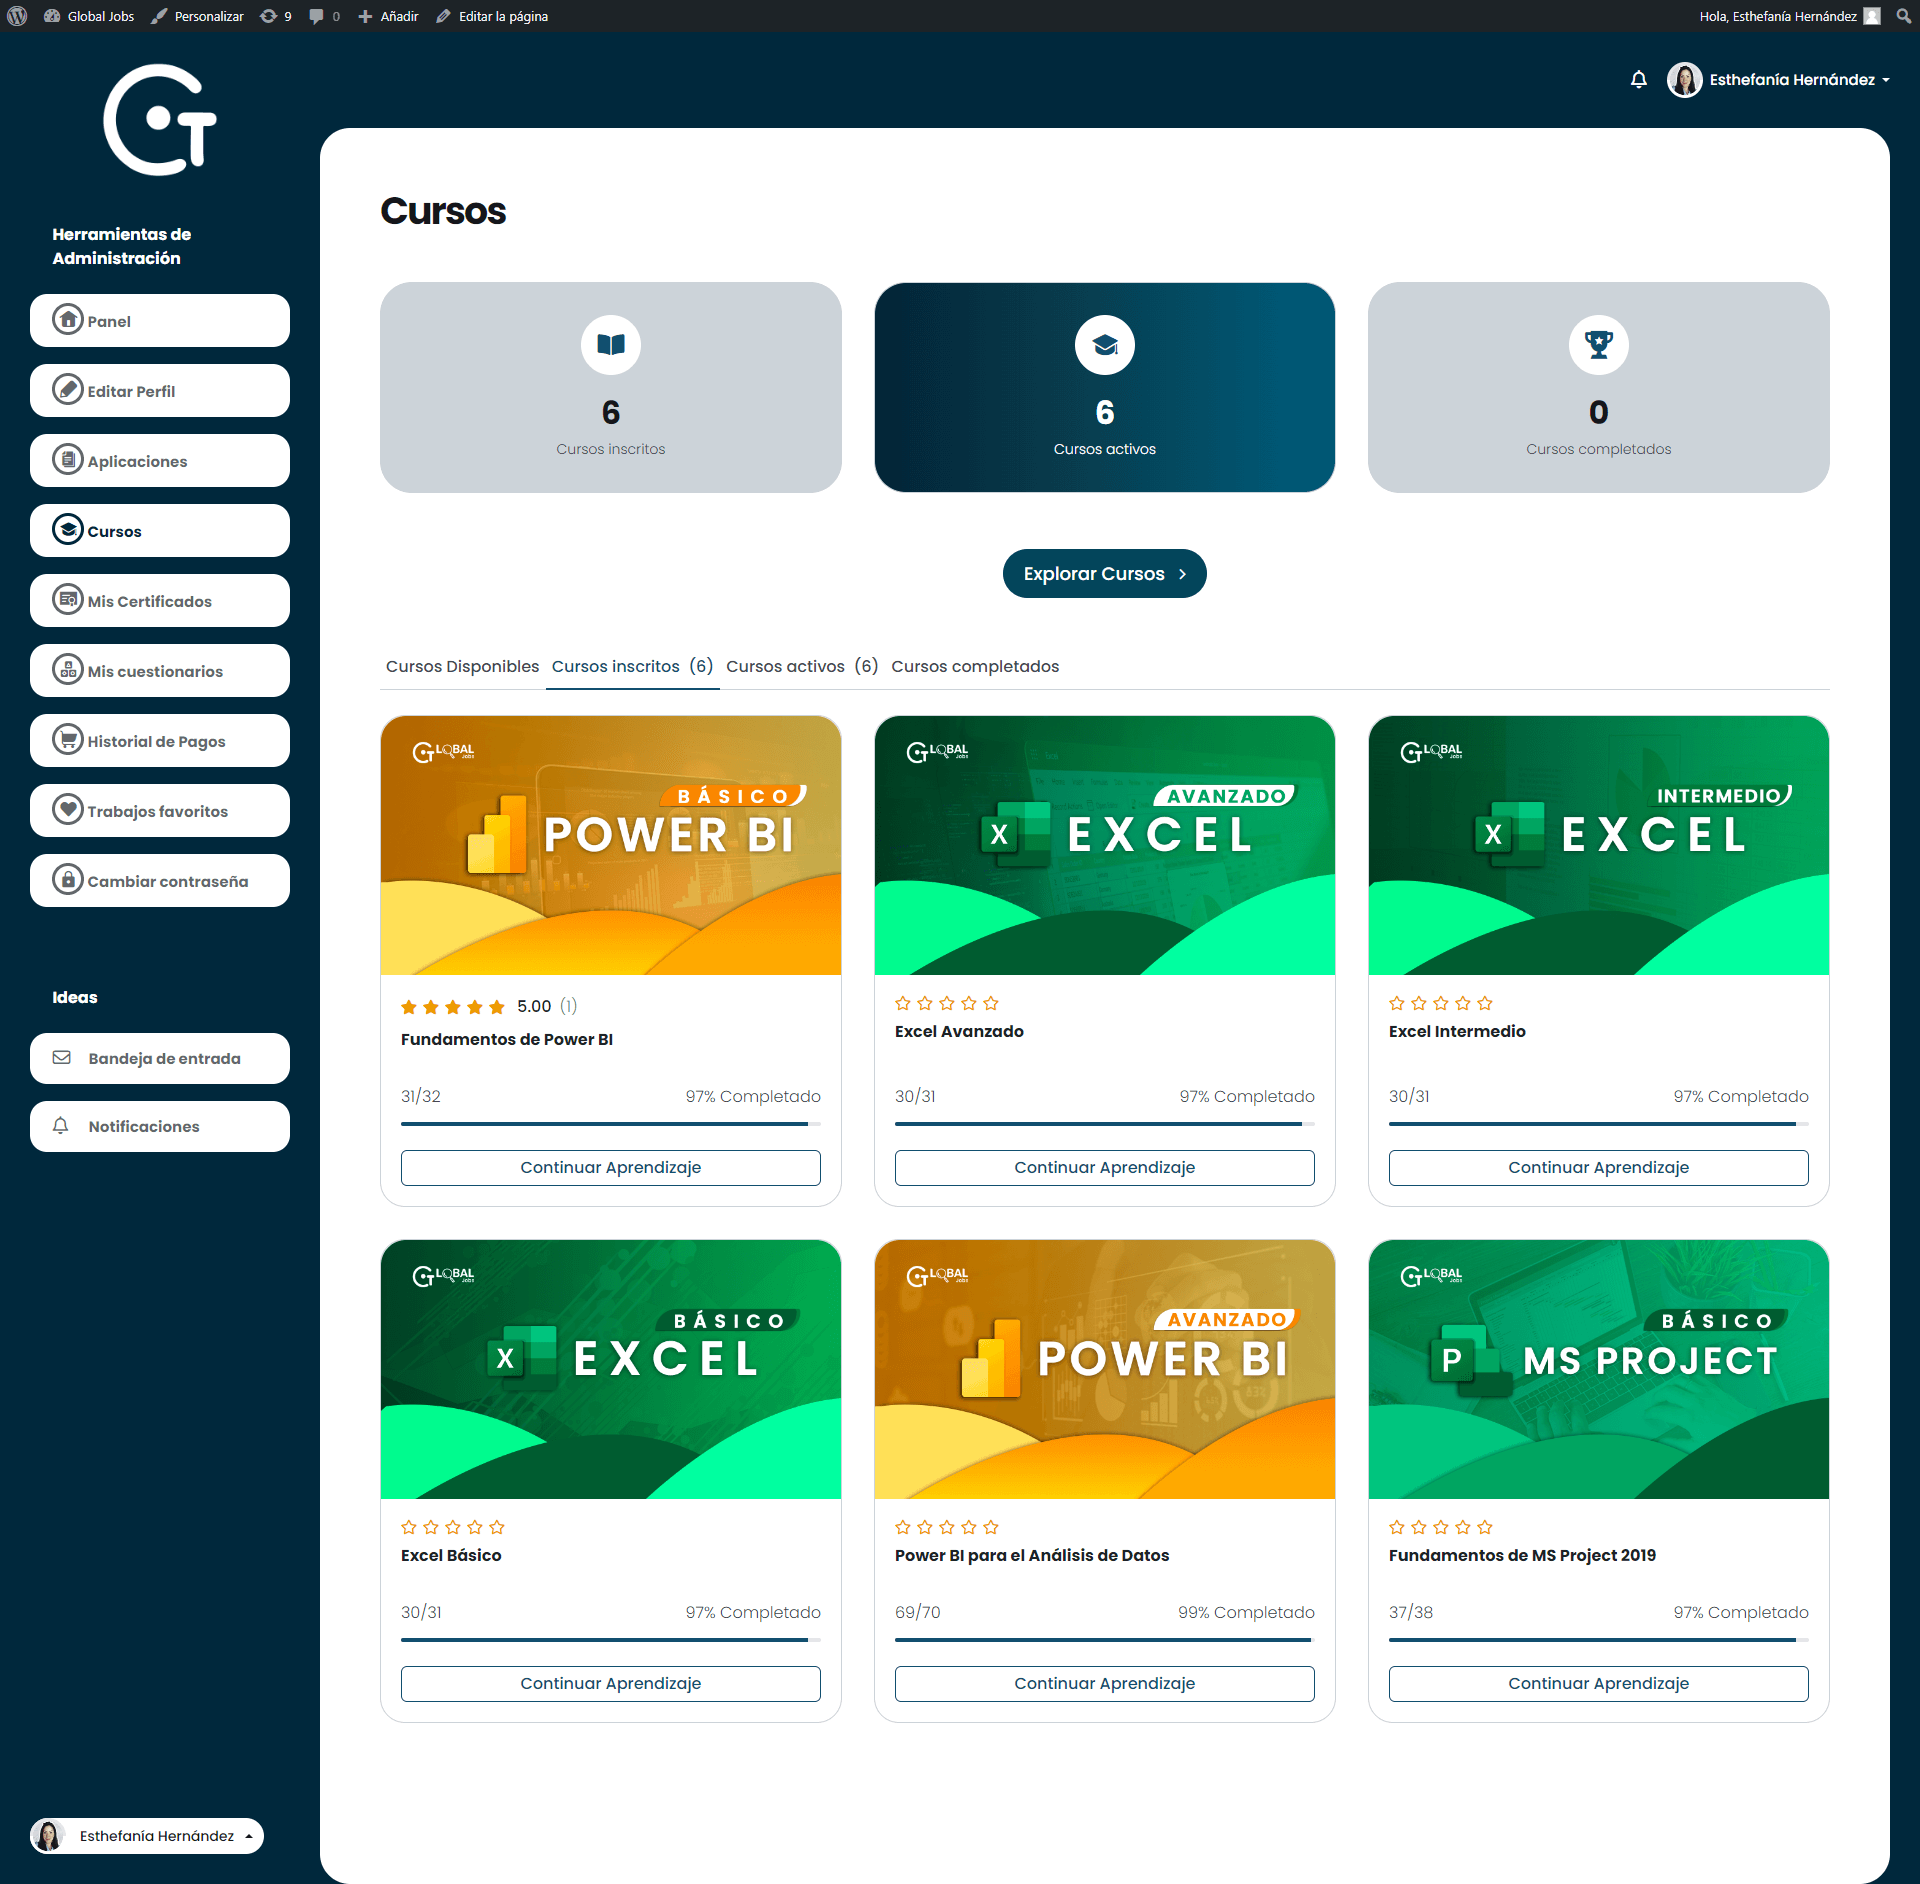 Global Jobs Personalizar 9 0 Añadir Editar la página Hola, Esthefanía Hernández
Esthefanía Hernández
Cursos
Herramientas de
Administración
Panel
Editar Perfil
Aplicaciones
Cursos
Mis Certificados
Mis cuestionarios
Historial de Pagos
Trabajos favoritos
Cambiar contraseña
Ideas
Bandeja de entrada
Notificaciones
Esthefanía Hernández
6
Cursos inscritos
6
Cursos activos
0
Cursos completados
Explorar Cursos
Cursos Disponibles Cursos inscritos (6) Cursos activos (6) Cursos completados
GLOBAL
Jobs
BÁSICO
POWER BI
5.00 (1)
Fundamentos de Power BI
31/32 97% Completado
Continuar Aprendizaje
GLOBAL
Jobs
AVANZADO
X EXCEL
Excel Avanzado
30/31 97% Completado
Continuar Aprendizaje
GLOBAL
Jobs
INTERMEDIO
X EXCEL
Excel Intermedio
30/31 97% Completado
Continuar Aprendizaje
GLOBAL
Jobs
BÁSICO
X EXCEL
Excel Básico
30/31 97% Completado
Continuar Aprendizaje
GLOBAL
Jobs
AVANZADO
POWER BI
Power BI para el Análisis de Datos
69/70 99% Completado
Continuar Aprendizaje
GLOBAL
Jobs
BÁSICO
P MS PROJECT
Fundamentos de MS Project 2019
37/38 97% Completado
Continuar Aprendizaje